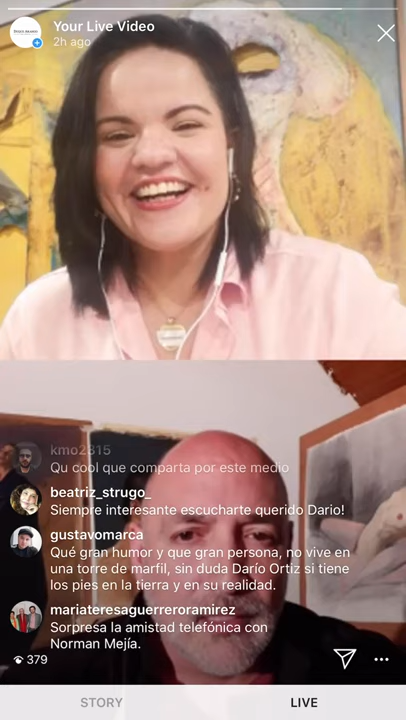 Your Live Video
2h ago
kmo2315
Qu cool que comparta por este medio
beatriz_strugo_
Siempre interesante escucharte querido Dario!
gustavomarca
Qué gran humor y que gran persona, no vive en
una torre de marfil, sin duda Darío Ortiz si tiene
los pies en la tierra y en su realidad.
mariateresaguerreroramirez
Sorpresa la amistad telefónica con
Norman Mejía.
379
STORY
LIVE